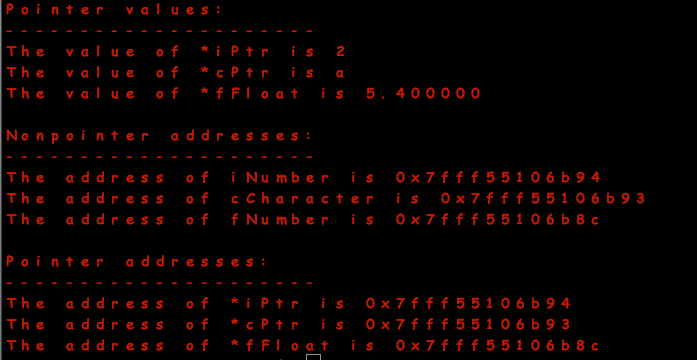 Pointer values:
---------------------
The value of *iPtr is 2
The value of *cPtr is a
The value of *fFloat is 5.400000
Nonpointer addresses:
---------------------
The address of iNumber is 0x7fff55106b94
The address of cCharacter is 0x7fff55106b93
The address of fNumber is 0x7fff55106b8c
Pointer addresses:
---------------------
The address of *iPtr is 0x7fff55106b94
The address of *cPtr is 0x7fff55106b93
The address of *fFloat is 0x7fff55106b8c